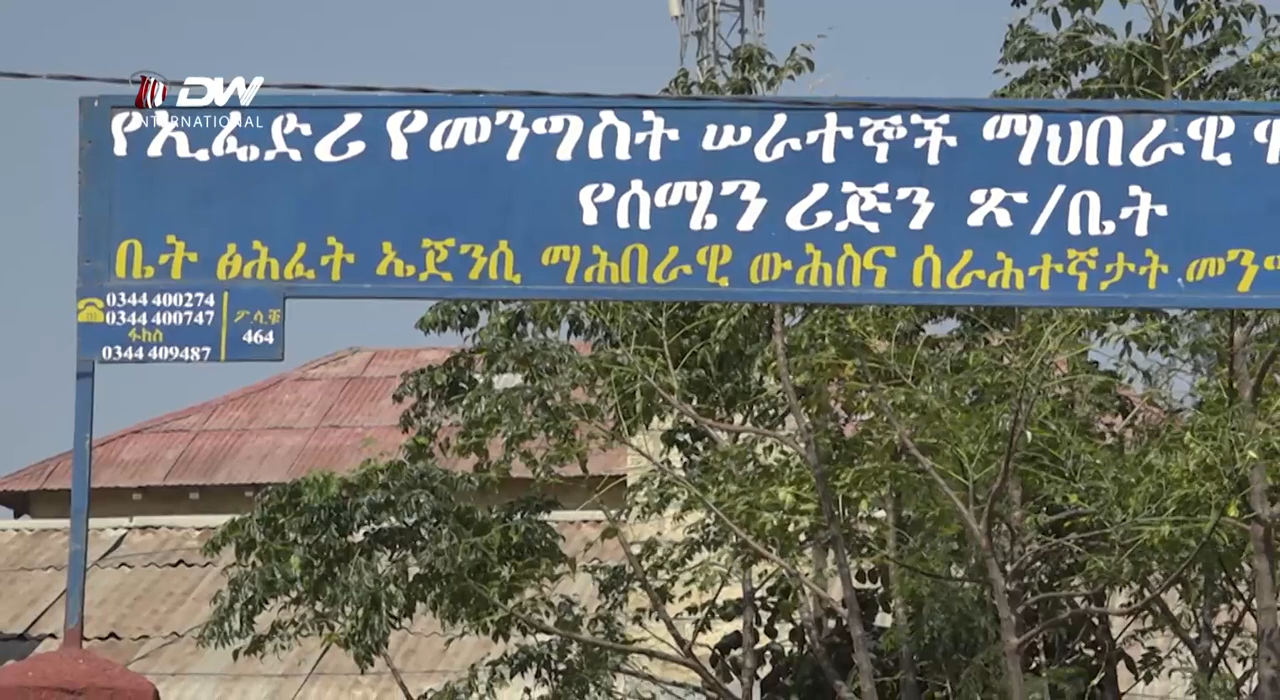 DW
INTERNATIONAL
የኢፌድሪ የመንግስት ሠራተኞች ማህበራዊ
የሰሜን ሪጅን ጽ/ቤት
ቤት ፅሕፈት ኤጀንሲ ማሕበራዊ ውሕስና ሰራሕተኛታት
0344 400274
0344 400747
ፋክስ
0344 409487
ፖ ሳ ቑ
464